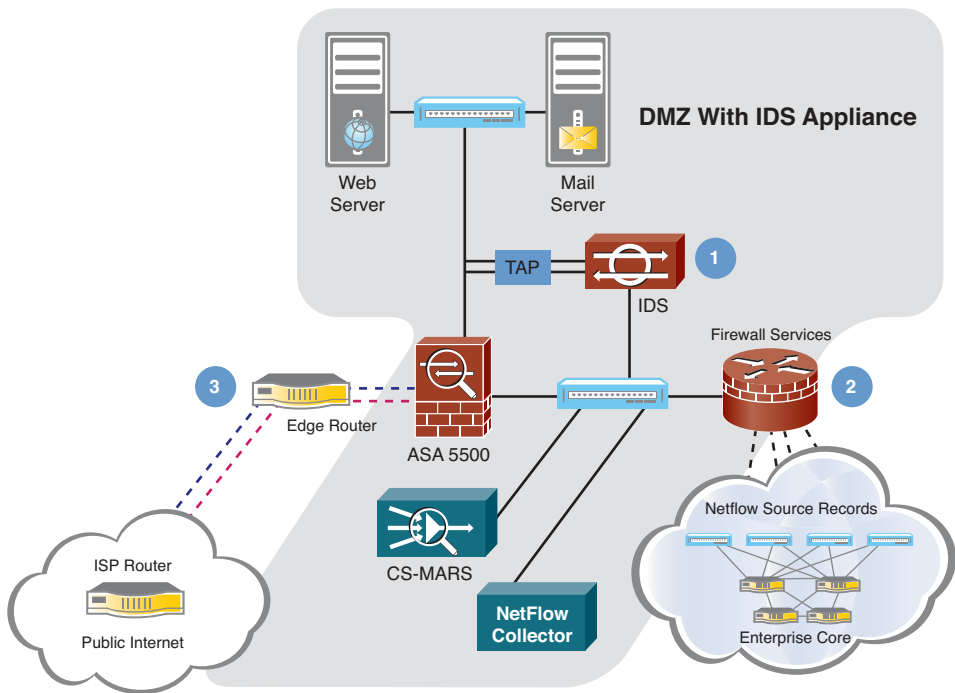 DMZ With IDS Appliance
Web
Server
Mail
Server
TAP
1
IDS
Firewall Services
3
2
Edge Router
ASA 5500
CS-MARS
NetFlow
Collector
Netflow Source Records
Enterprise Core
ISP Router
Public Internet